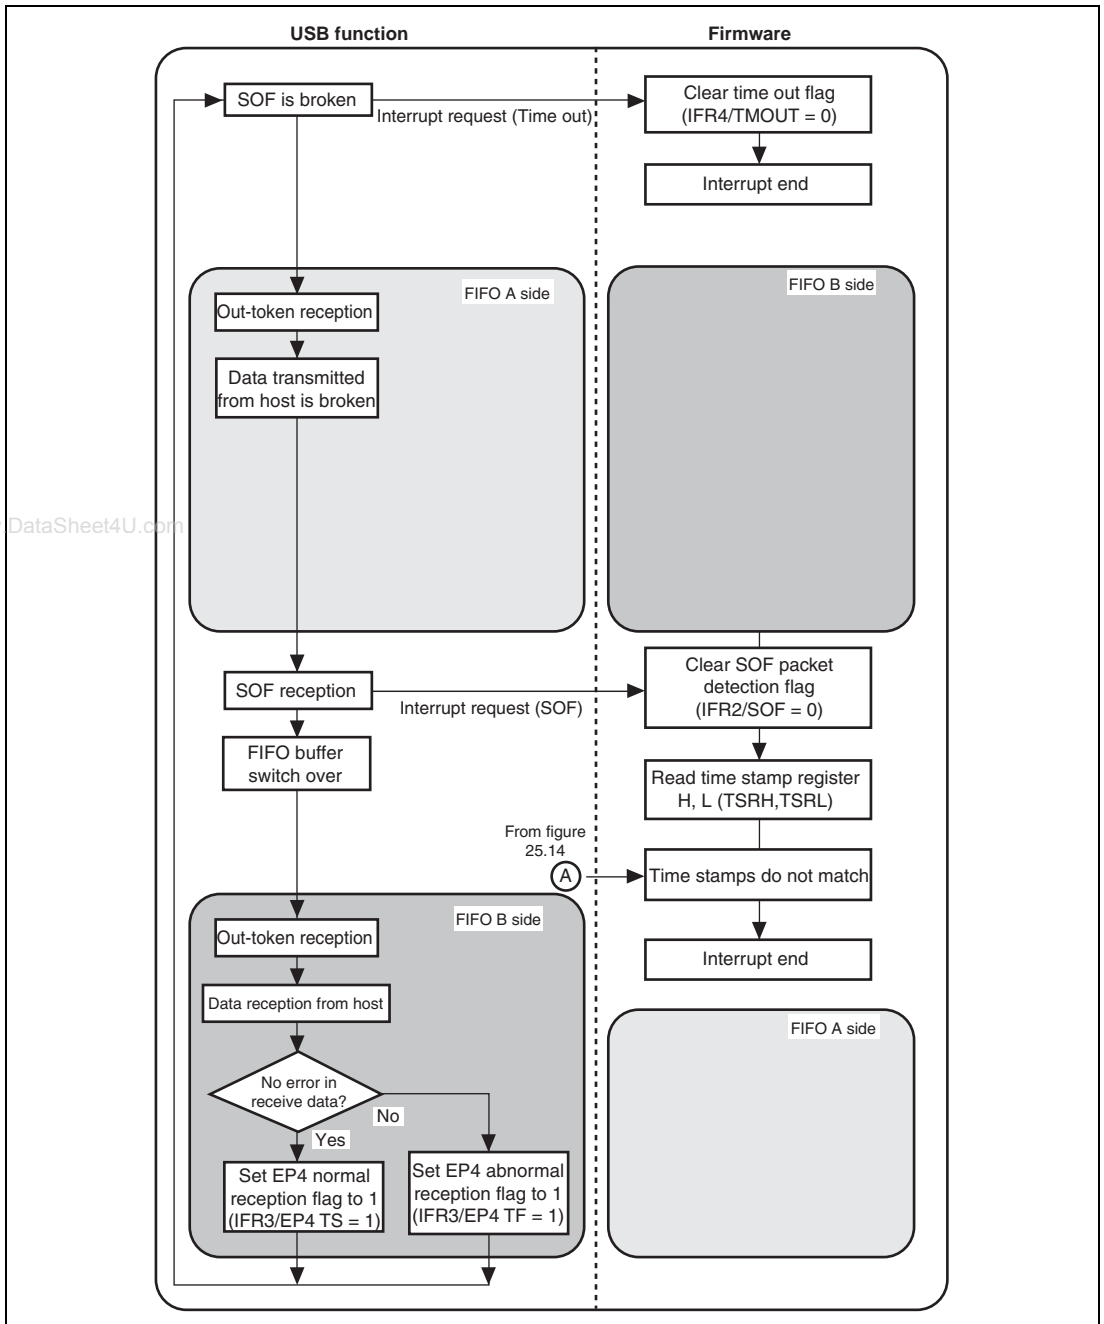 USB function
Firmware
SOF is broken
Interrupt request (Time out)
Clear time out flag
(IFR4/TMOUT = 0)
Interrupt end
FIFO A side
Out-token reception
Data transmitted
from host is broken
FIFO B side
DataSheet4U.com
SOF reception
Interrupt request (SOF)
Clear SOF packet
detection flag
(IFR2/SOF = 0)
FIFO buffer
switch over
Read time stamp register
H, L (TSRH,TSRL)
From figure
25.14
A
Time stamps do not match
Interrupt end
FIFO B side
Out-token reception
Data reception from host
No error in
receive data?
No
Yes
Set EP4 normal
reception flag to 1
(IFR3/EP4 TS = 1)
Set EP4 abnormal
reception flag to 1
(IFR3/EP4 TF = 1)
FIFO A side